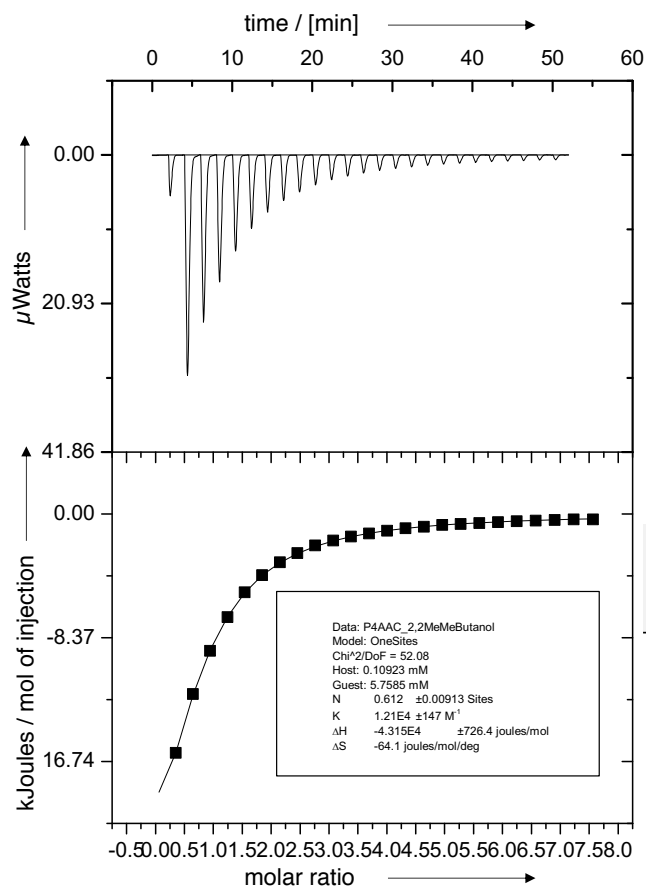 time / [min]
0 10 20 30 40 50 60
0.00
20.93
41.86
µWatts
0.00
-8.37
16.74
kJoules / mol of injection
Data: P4AAC_2,2MeMeButanol
Model: OneSites
Chi^2/DoF = 52.08
Host: 0.10923 mM
Guest: 5.7585 mM
N 0.612 ±0.00913 Sites
K 1.21E4 ±147 M⁻¹
ΔH -4.315E4 ±726.4 joules/mol
ΔS -64.1 joules/mol/deg
-0.50.00.51.01.52.02.53.03.54.04.55.05.56.06.57.07.58.0
molar ratio